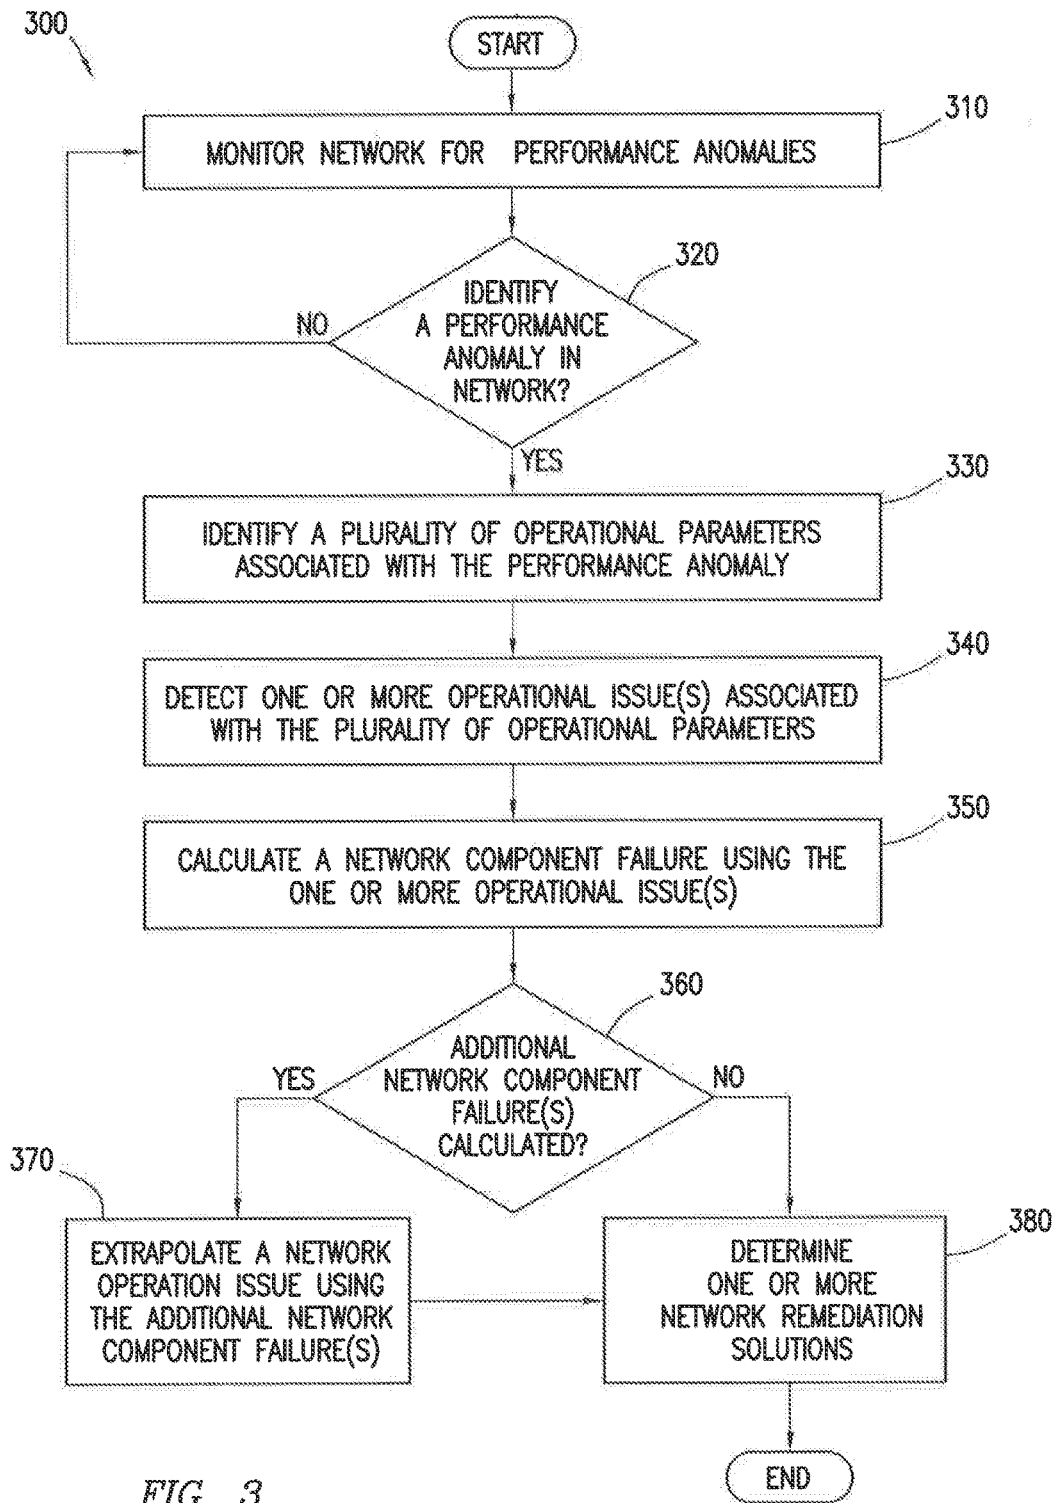 300
START
310
MONITOR NETWORK FOR PERFORMANCE ANOMALIES
320
IDENTIFY
A PERFORMANCE
ANOMALY IN
NETWORK?
NO
YES
330
IDENTIFY A PLURALITY OF OPERATIONAL PARAMETERS
ASSOCIATED WITH THE PERFORMANCE ANOMALY
340
DETECT ONE OR MORE OPERATIONAL ISSUE(S) ASSOCIATED
WITH THE PLURALITY OF OPERATIONAL PARAMETERS
350
CALCULATE A NETWORK COMPONENT FAILURE USING THE
ONE OR MORE OPERATIONAL ISSUE(S)
360
ADDITIONAL
NETWORK COMPONENT
FAILURE(S)
CALCULATED?
YES
NO
370
EXTRAPOLATE A NETWORK
OPERATION ISSUE USING
THE ADDITIONAL NETWORK
COMPONENT FAILURE(S)
380
DETERMINE
ONE OR MORE
NETWORK REMEDIATION
SOLUTIONS
END
FIG. 3